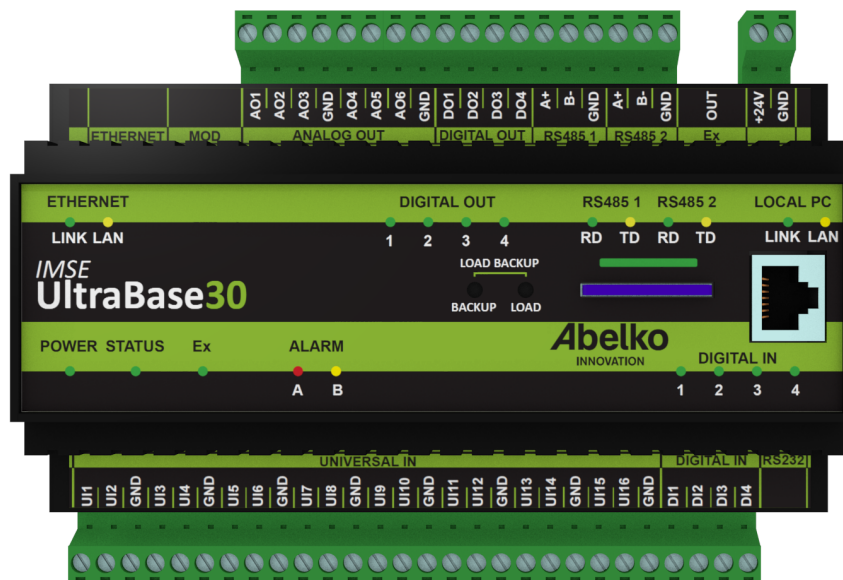 AO1 AO2 AO3 GND AO4 AO5 AO6 GND DO1 DO2 DO3 DO4 A+ B- GND A+ B- GND OUT +24V GND
ETHERNET MOD ANALOG OUT DIGITAL OUT RS485 1 RS485 2 Ex
ETHERNET DIGITAL OUT RS485 1 RS485 2 LOCAL PC
LINK LAN 1 2 3 4 RD TD RD TD LINK LAN
LOAD BACKUP
IMSE
UltraBase30
BACKUP LOAD
Abelko
INNOVATION
POWER STATUS Ex ALARM DIGITAL IN
A B 1 2 3 4
UNIVERSAL IN DIGITAL IN RS232
UI1 UI2 GND UI3 UI4 GND UI5 UI6 GND UI7 UI8 GND UI9 UI10 GND UI11 UI12 GND UI13 UI14 GND UI15 UI16 GND DI1 DI2 DI3 DI4